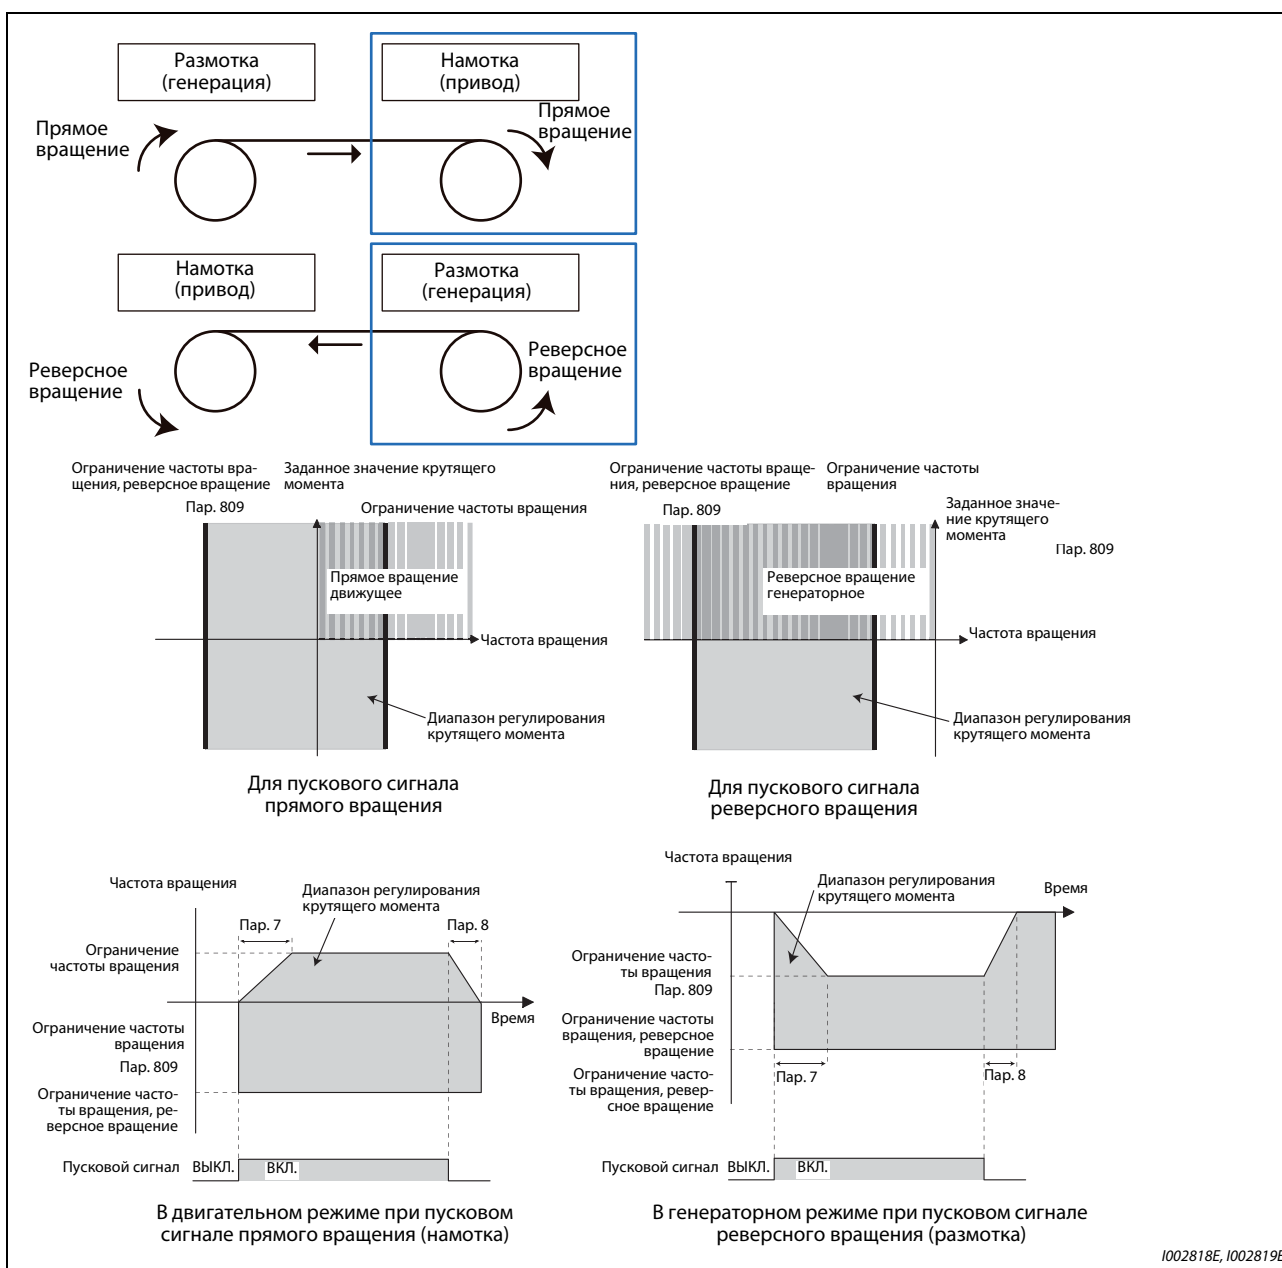 Размотка
(генерация)
Намотка
(привод)
Прямое
вращение
Прямое
вращение
Намотка
(привод)
Размотка
(генерация)
Реверсное
вращение
Реверсное
вращение
Ограничение частоты вра-
щения, реверсное вращение
Пар. 809
Заданное значение крутящего
момента
Ограничение частоты вращения
Прямое вращение
движущее
Частота вращения
Диапазон регулирования
крутящего момента
Для пускового сигнала
прямого вращения
Ограничение частоты враще-
ния, реверсное вращение
Пар. 809
Ограничение частоты
вращения
Заданное значе-
ние крутящего
момента
Пар. 809
Реверсное вращение
генераторное
Частота вращения
Диапазон регулирования
крутящего момента
Для пускового сигнала
реверсного вращения
Частота вращения
Диапазон регулирования
крутящего момента
Пар. 7
Пар. 8
Ограничение
частоты вращения
Время
Ограничение частоты
вращения
Пар. 809
Ограничение часто-
ты вращения, ре-
версное вращение
Пусковой сигнал
ВЫКЛ.
ВКЛ.
В двигательном режиме при пусковом
сигнале прямого вращения (намотка)
Частота вращения
Диапазон регулирования
крутящего момента
Время
Ограничение часто-
ты вращения
Пар. 809
Ограничение частоты
вращения, реверсное
вращение
Пар. 7
Пар. 8
Ограничение часто-
ты вращения, ревер-
сное вращение
Пусковой сигнал
ВЫКЛ.
ВКЛ.
В генераторном режиме при пусковом сигнале
реверсного вращения (размотка)
I002818E, I002819E